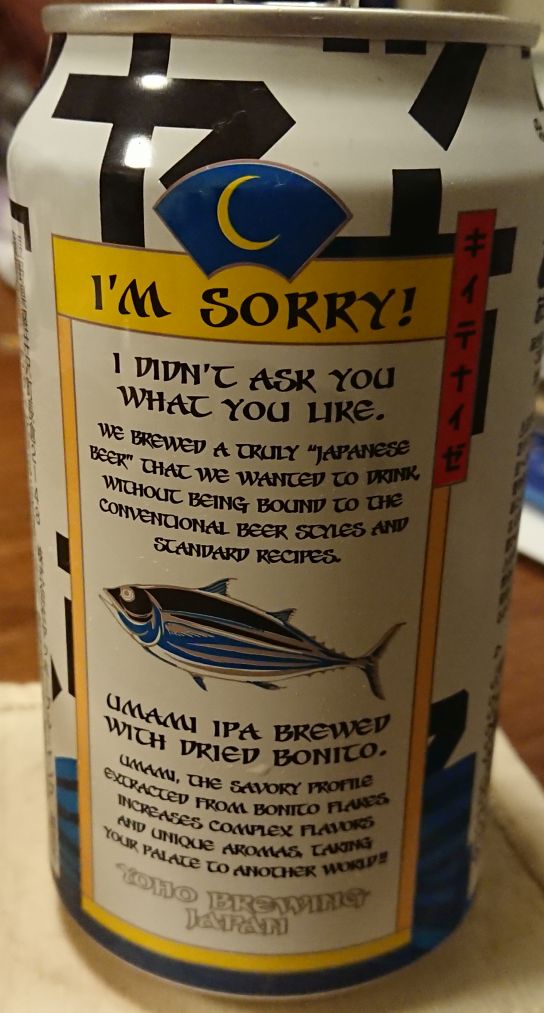 I'M SORRY!
キイテナイゼ
I DIDN'T ASK YOU
WHAT YOU LIKE.
WE BREWED A TRULY "JAPANESE
BEER" THAT WE WANTED TO DRINK,
WITHOUT BEING BOUND TO THE
CONVENTIONAL BEER STYLES AND
STANDARD RECIPES.
UMAMI IPA BREWED
WITH DRIED BONITO.
UMAMI, THE SAVORY PROFILE
EXTRACTED FROM BONITO FLAKES
INCREASES COMPLEX FLAVORS
AND UNIQUE AROMAS, TAKING
YOUR PALATE TO ANOTHER WORLD!!
YOHO BREWING
JAPAN